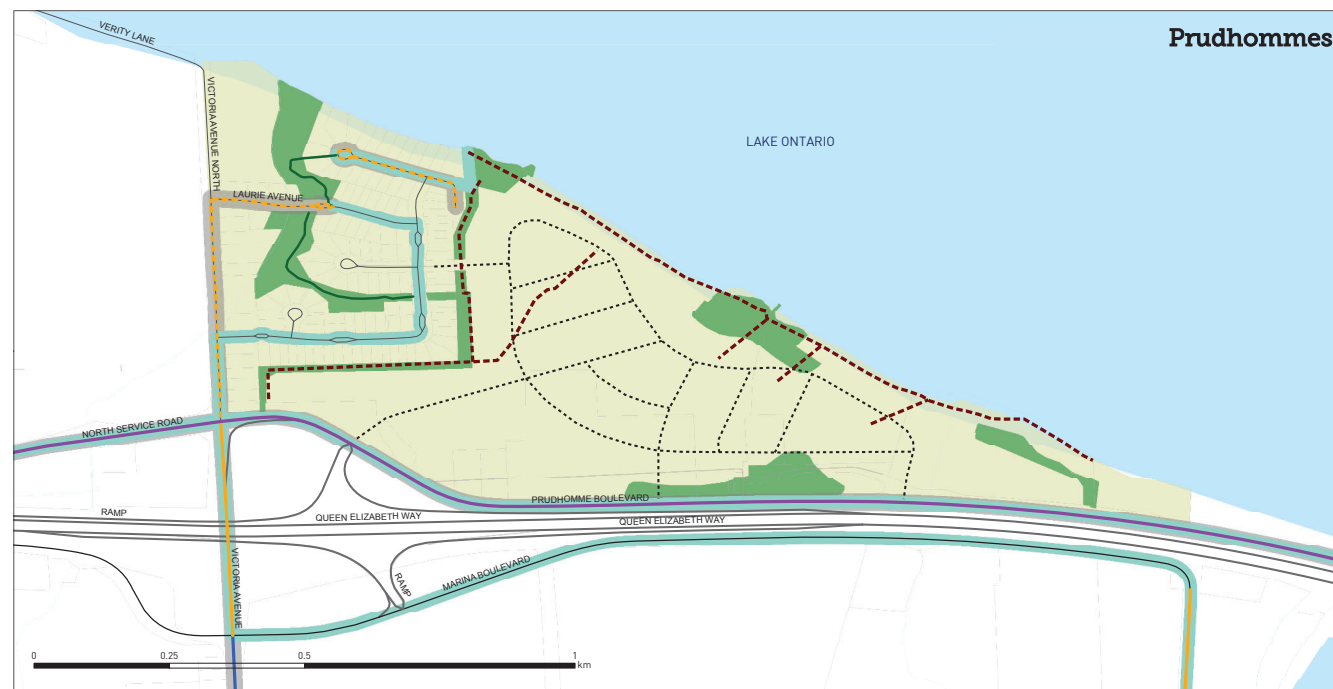 Prudhommes
VERITY LANE
VICTORIA AVENUE NORTH
LAKE ONTARIO
LAURIE AVENUE
NORTH SERVICE ROAD
PRUDHOMME BOULEVARD
RAMP
QUEEN ELIZABETH WAY
QUEEN ELIZABETH WAY
VICTORIA AVENUE
RAMP
MARINA BOULEVARD
0 0.25 0.5 1
km